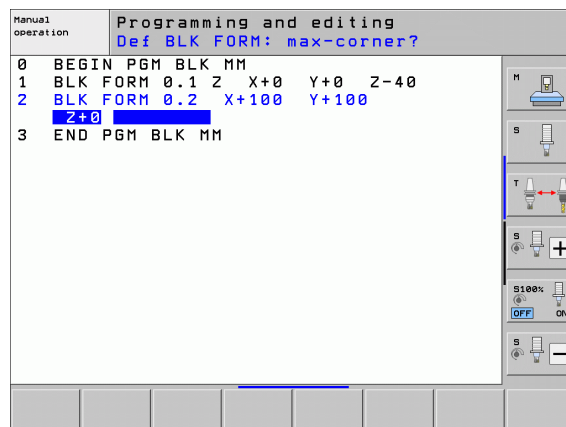 Manual
operation
Programming and editing
Def BLK FORM: max-corner?
0 BEGIN PGM BLK MM
1 BLK FORM 0.1 Z X+0 Y+0 Z-40
2 BLK FORM 0.2 X+100 Y+100
Z+0
3 END PGM BLK MM
M
S
T
S
+
S100%
OFF ON
S
−